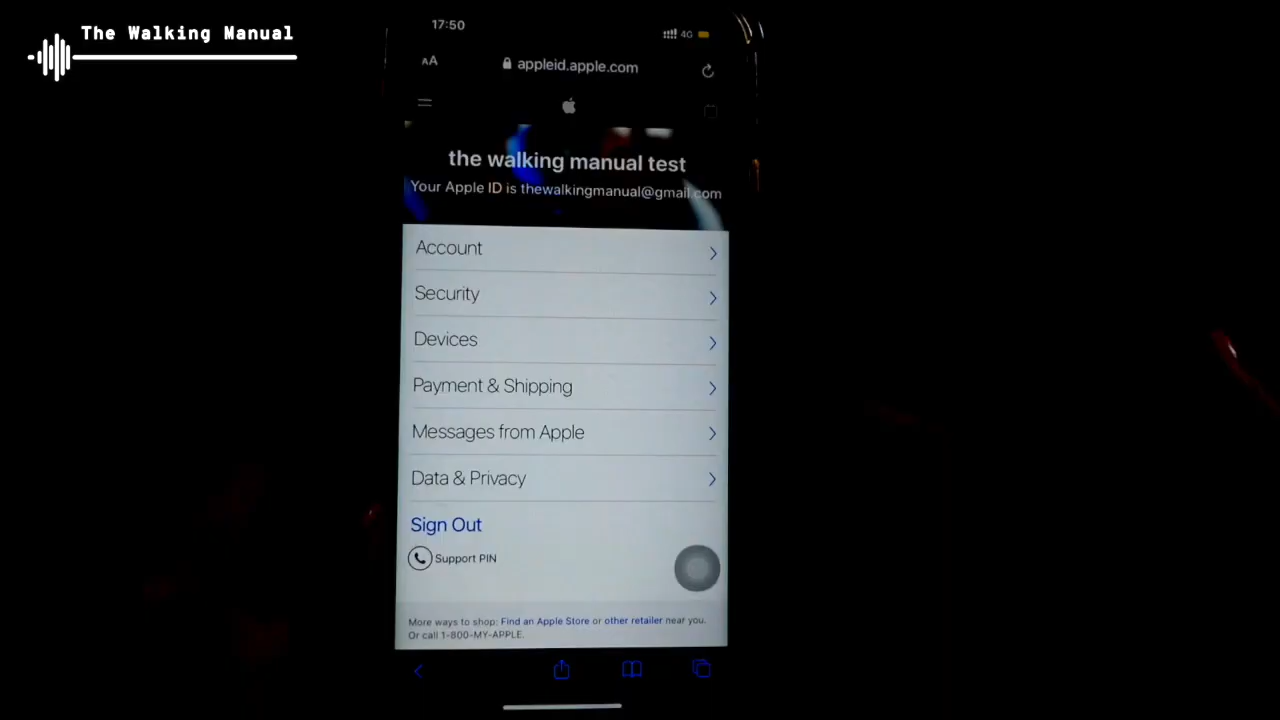 The Walking Manual
17:50
4G
AA
appleid.apple.com
the walking manual test
Your Apple ID is thewalkingmanual@gmail.com
Account
Security
Devices
Payment & Shipping
Messages from Apple
Data & Privacy
Sign Out
Support PIN
More ways to shop: Find an Apple Store or other retailer near you.
Or call 1-800-MY-APPLE.